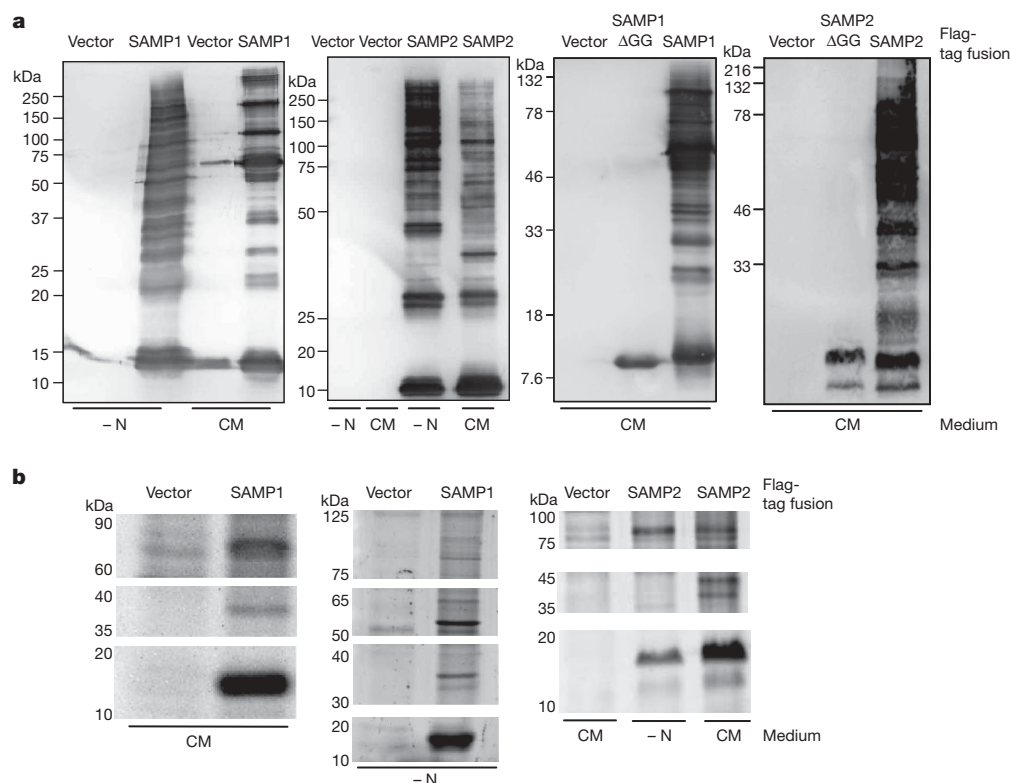 a
SAMP1 SAMP2
Vector SAMP1 Vector SAMP1 Vector Vector SAMP2 SAMP2 Vector ΔGG SAMP1 Vector ΔGG SAMP2 Flag-tag fusion
kDa
250
150
100
75
50
37
25
20
15
10
– N CM
kDa
250
150
100
75
50
25
20
15
10
– N CM – N CM
kDa
132
78
46
33
18
7.6
CM
kDa
216
132
78
46
33
CM Medium
b
Vector SAMP1
kDa
90
60
40
35
20
10
CM
Vector SAMP1
kDa
125
75
65
50
40
30
20
10
– N
Vector SAMP2 SAMP2 Flag-tag fusion
kDa
100
75
45
35
20
10
CM – N CM Medium